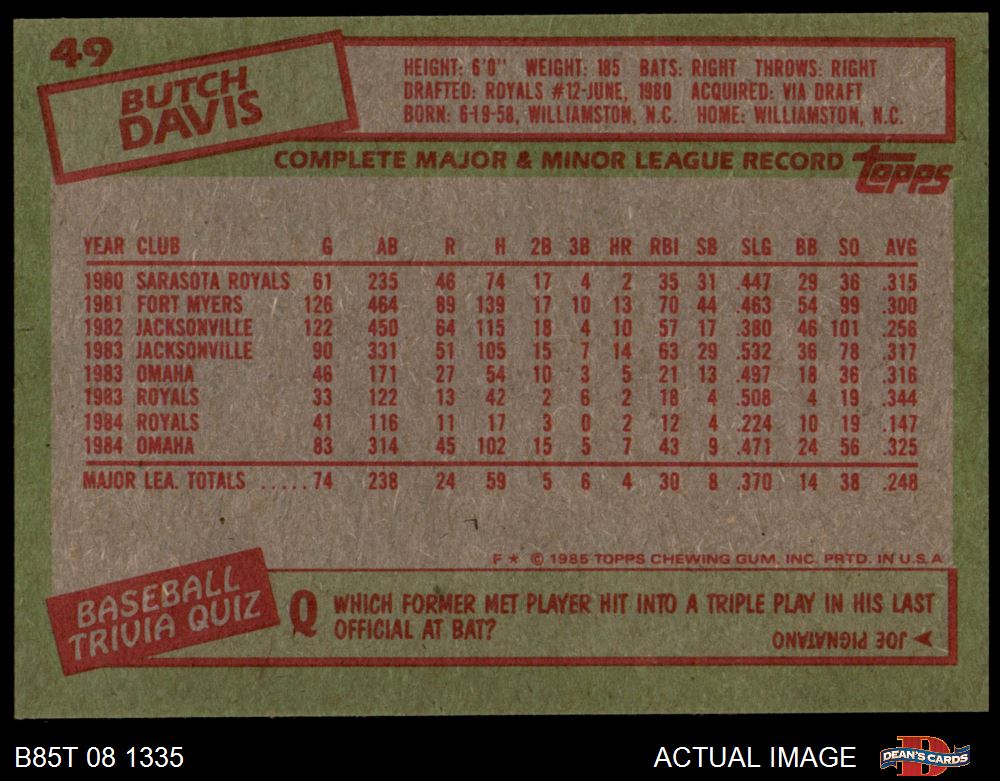 49
BUTCH
DAVIS
HEIGHT: 6'0" WEIGHT: 185 BATS: RIGHT THROWS: RIGHT
DRAFTED: ROYALS #12-JUNE, 1980 ACQUIRED: VIA DRAFT
BORN: 6-19-58, WILLIAMSTON, N.C. HOME: WILLIAMSTON, N.C.
COMPLETE MAJOR & MINOR LEAGUE RECORD topps
YEAR CLUB G AB R H 2B 3B HR RBI SB SLG BB SO AVG
1980 SARASOTA ROYALS 61 235 46 74 17 4 2 35 31 .447 29 36 .315
1981 FORT MYERS 126 464 89 139 17 10 13 70 44 .463 54 99 .300
1982 JACKSONVILLE 122 450 64 115 18 4 10 57 17 .380 46 101 .256
1983 JACKSONVILLE 90 331 51 105 15 7 14 63 29 .532 36 78 .317
1983 OMAHA 46 171 27 54 10 3 5 21 13 .497 18 36 .316
1983 ROYALS 33 122 13 42 2 6 2 18 4 .508 4 19 .344
1984 ROYALS 41 116 11 17 3 0 2 12 4 .224 10 19 .147
1984 OMAHA 83 314 45 102 15 5 7 43 9 .471 24 56 .325
MAJOR LEA. TOTALS .....74 238 24 59 5 6 4 30 8 .370 14 38 .248
F * © 1985 TOPPS CHEWING GUM, INC. PRTD. IN U.S.A
BASEBALL
TRIVIA QUIZ
Q WHICH FORMER MET PLAYER HIT INTO A TRIPLE PLAY IN HIS LAST
OFFICIAL AT BAT?
JOE PIGNATANO
B85T 08 1335
ACTUAL IMAGE
DEAN'S CARDS